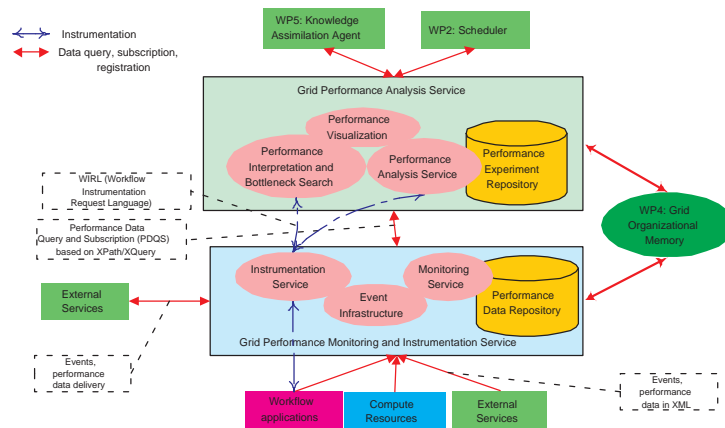 Instrumentation
Data query, subscription,
registration
WP5: Knowledge
Assimilation Agent
WP2: Scheduler
Grid Performance Analysis Service
Performance
Visualization
Performance
Interpretation and
Bottleneck Search
Performance
Analysis Service
Performance
Experiment
Repository
WIRL (Workflow
Instrumentation
Request Language)
Performance Data
Query and Subscription (PDQS)
based on XPath/XQuery
WP4: Grid
Organizational
Memory
Instrumentation
Service
Monitoring
Service
Event
Infrastructure
Performance
Data Repository
External
Services
Grid Performance Monitoring and Instrumentation Service
Events,
performance
data delivery
Workflow
applications
Compute
Resources
External
Services
Events,
performance
data in XML